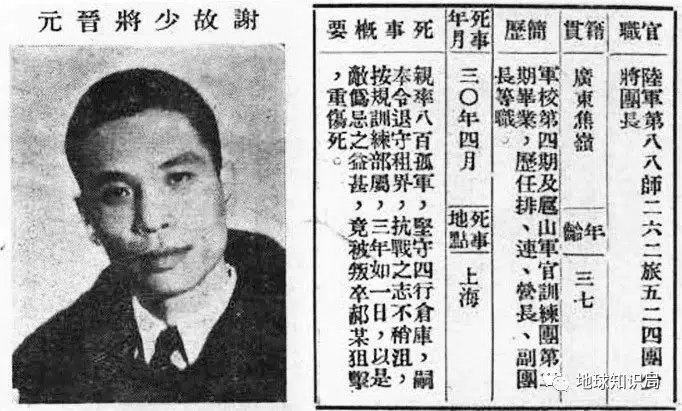 謝故少將晉元
官職
陸軍第八八師二六二旅五二四團
將團長
籍貫
廣東焦嶺
年齡
三七
簡歷
軍校第四期及廬山軍官訓練團第
期畢業，歷任排、連、營長、副團
長等職
死事
年月
三〇年四月
死事
地點
上海
死事概要
親率八百孤軍，堅守四行倉庫，嗣
奉令退守租界，抗戰之志不稍沮，
按規訓練部屬，三年如一日，以是
敵僞忌之益甚，竟被叛卒郝某狙擊
，重傷死。
地球知识局